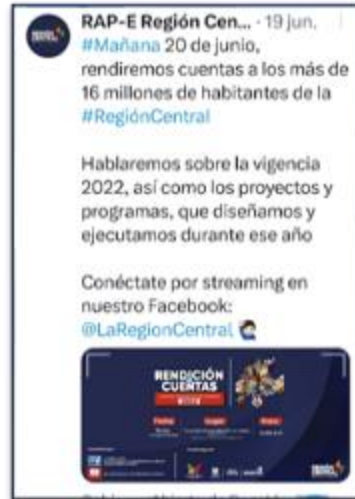 RAP-E Región Cen... · 19 jun.
#Mañana 20 de junio,
rendiremos cuentas a los más de
16 millones de habitantes de la
#RegiónCentral
Hablaremos sobre la vigencia
2022, así como los proyectos y
programas, que diseñamos y
ejecutamos durante ese año
Conéctate por streaming en
nuestro Facebook:
@LaRegionCentral
RENDICIÓN
CUENTAS